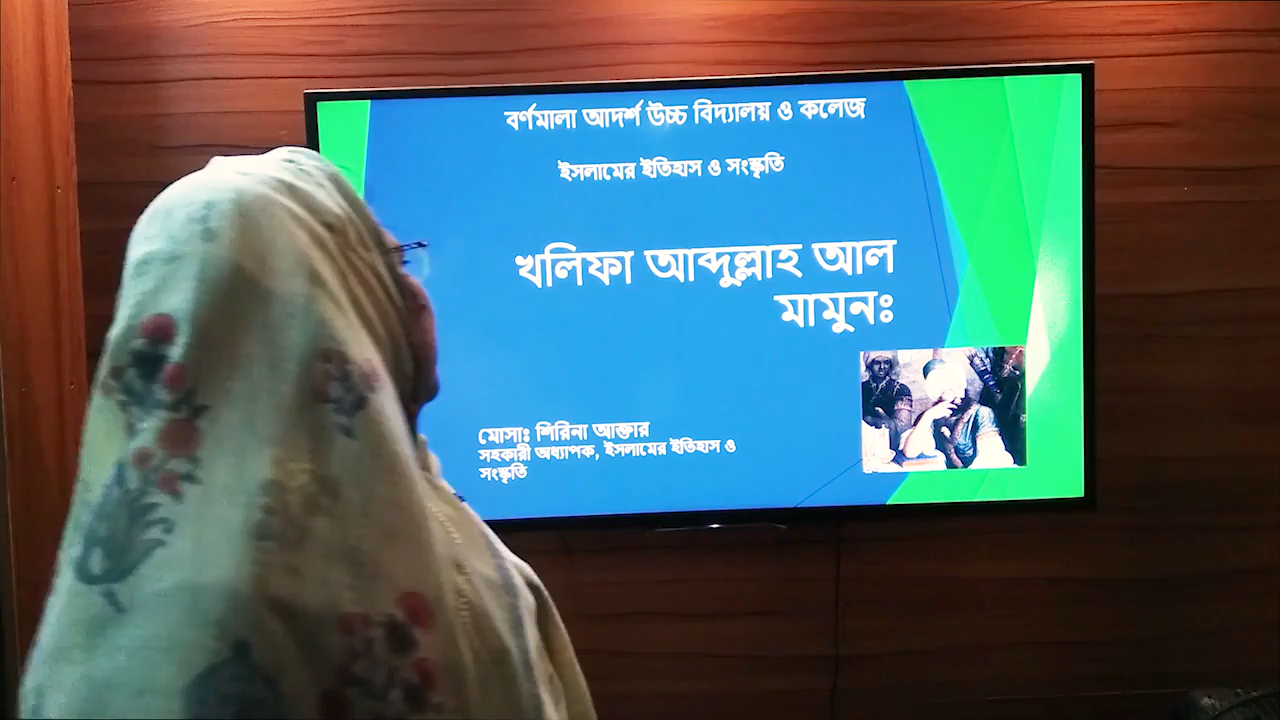 বর্ণমালা আদর্শ উচ্চ বিদ্যালয় ও কলেজ
ইসলামের ইতিহাস ও সংস্কৃতি
খলিফা আব্দুল্লাহ আল
মামুনঃ
মোসাঃ শিরিনা আক্তার
সহকারী অধ্যাপক, ইসলামের ইতিহাস ও
সংস্কৃতি